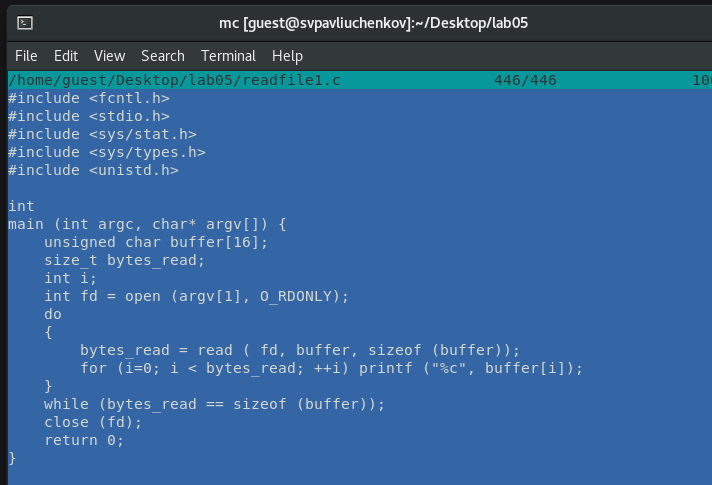 mc [guest@svpavliuchenkov]:~/Desktop/lab05
File Edit View Search Terminal Help
/home/guest/Desktop/lab05/readfile1.c 446/446
#include <fcntl.h>
#include <stdio.h>
#include <sys/stat.h>
#include <sys/types.h>
#include <unistd.h>

int
main (int argc, char* argv[]) {
    unsigned char buffer[16];
    size_t bytes_read;
    int i;
    int fd = open (argv[1], O_RDONLY);
    do
    {
        bytes_read = read ( fd, buffer, sizeof (buffer));
        for (i=0; i < bytes_read; ++i) printf ("%c", buffer[i]);
    }
    while (bytes_read == sizeof (buffer));
    close (fd);
    return 0;
}